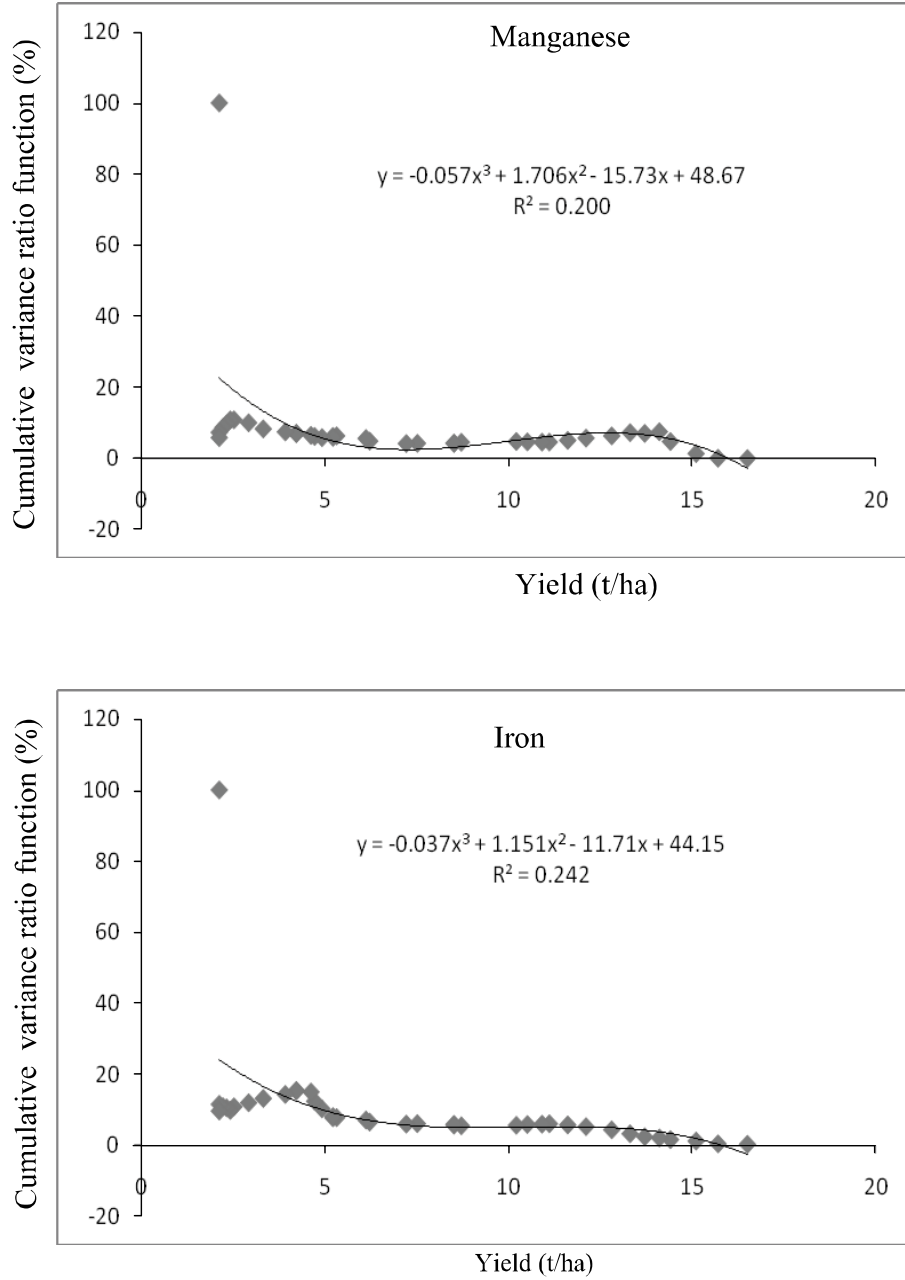 Manganese
Cumulative variance ratio function (%)
120
100
80
60
40
20
0
-20
y = -0.057x³ + 1.706x² - 15.73x + 48.67
R² = 0.200
0 5 10 15 20
Yield (t/ha)
Iron
Cumulative variance ratio function (%)
120
100
80
60
40
20
0
-20
y = -0.037x³ + 1.151x² - 11.71x + 44.15
R² = 0.242
0 5 10 15 20
Yield (t/ha)